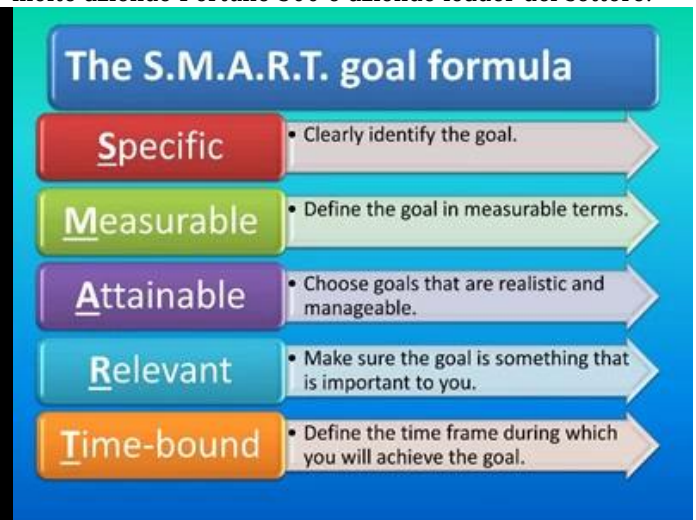 The S.M.A.R.T. goal formula
Specific
• Clearly identify the goal.
Measurable
• Define the goal in measurable terms.
Attainable
• Choose goals that are realistic and
manageable.
Relevant
• Make sure the goal is something that
is important to you.
Time-bound
• Define the time frame during which
you will achieve the goal.